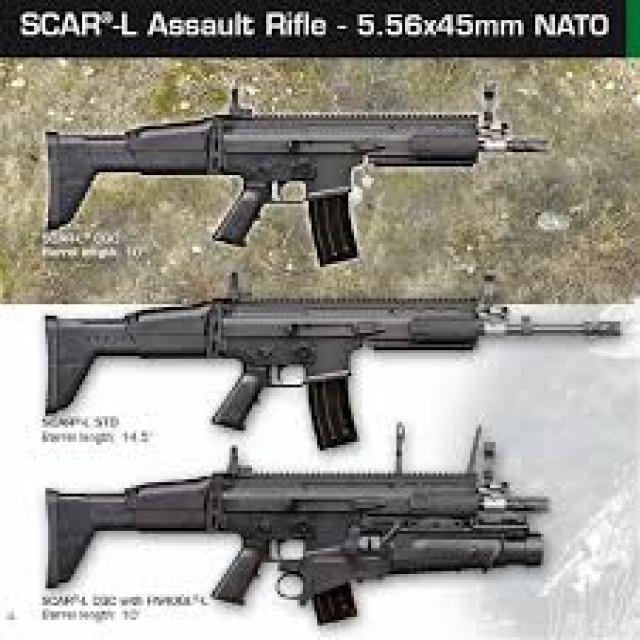 SCAR®-L Assault Rifle - 5.56x45mm NATO
SCAR®-L CQC
Barrel length: 10"
SCAR®-L STD
Barrel length: 14.5"
SCAR®-L CQC with
Barrel length: 10"